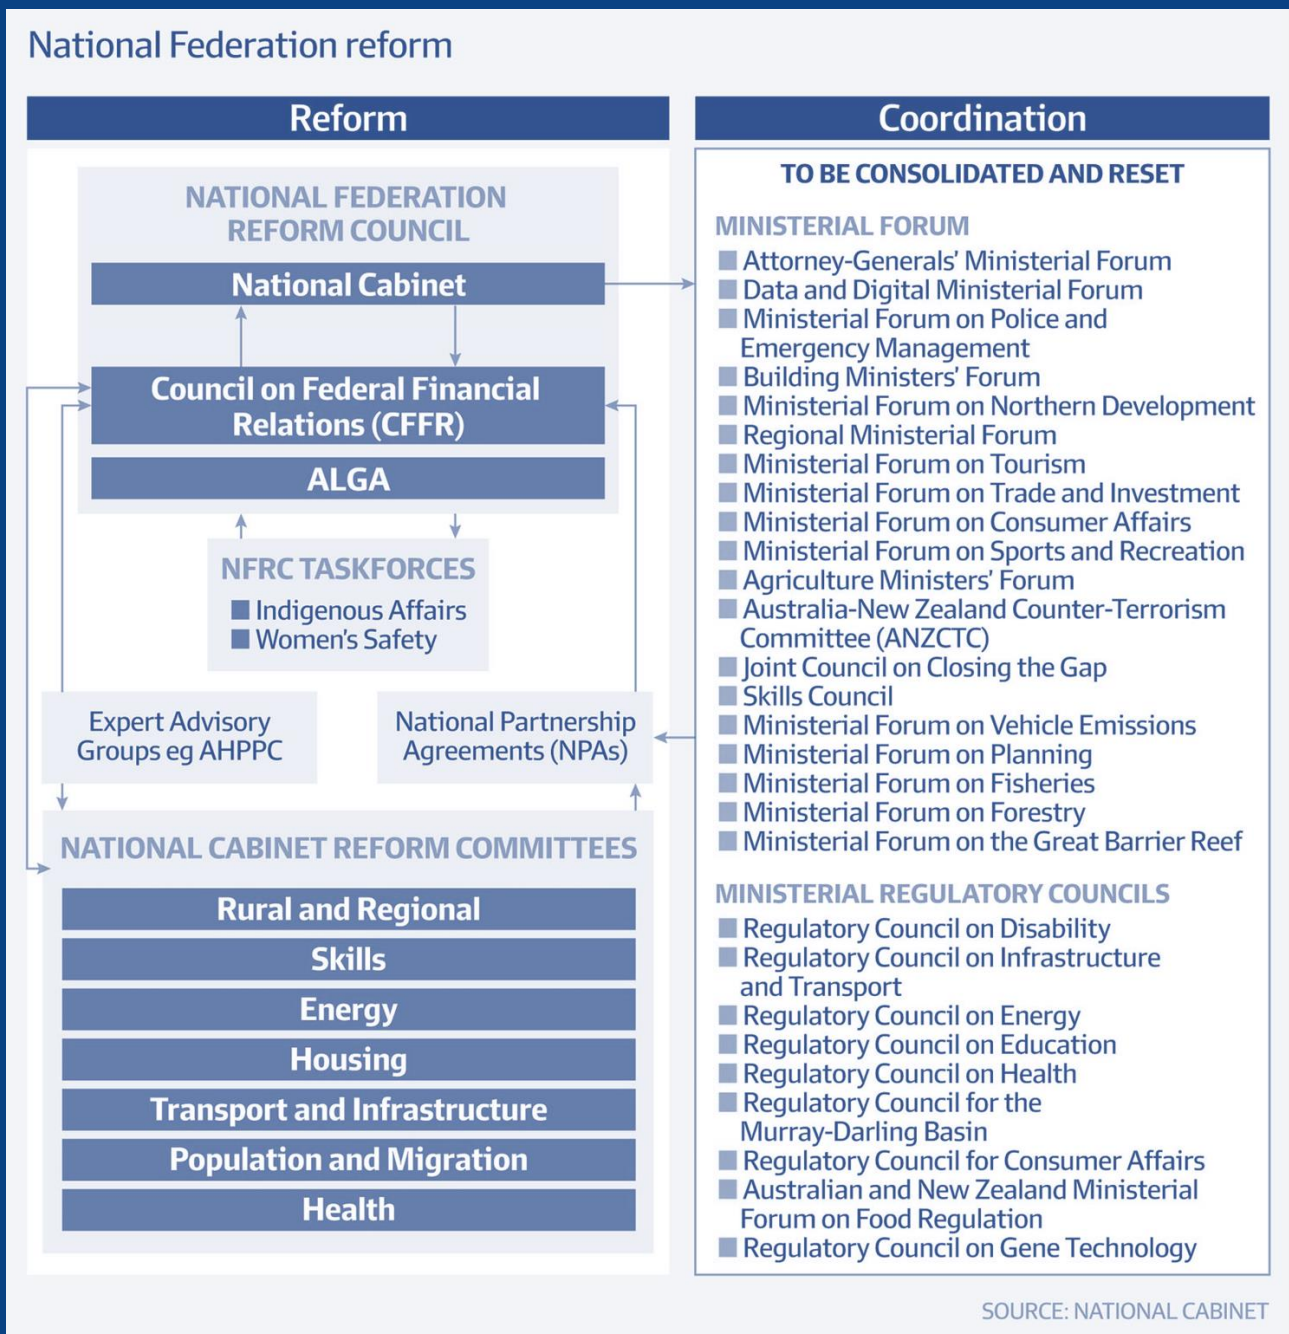 National Federation reform
Reform
NATIONAL FEDERATION
REFORM COUNCIL
National Cabinet
Council on Federal Financial
Relations (CFFR)
ALGA
NFRC TASKFORCES
Indigenous Affairs
Women's Safety
Expert Advisory
Groups eg AHPPC
National Partnership
Agreements (NPAs)
NATIONAL CABINET REFORM COMMITTEES
Rural and Regional
Skills
Energy
Housing
Transport and Infrastructure
Population and Migration
Health
Coordination
TO BE CONSOLIDATED AND RESET
MINISTERIAL FORUM
Attorney-Generals' Ministerial Forum
Data and Digital Ministerial Forum
Ministerial Forum on Police and
Emergency Management
Building Ministers' Forum
Ministerial Forum on Northern Development
Regional Ministerial Forum
Ministerial Forum on Tourism
Ministerial Forum on Trade and Investment
Ministerial Forum on Consumer Affairs
Ministerial Forum on Sports and Recreation
Agriculture Ministers' Forum
Australia-New Zealand Counter-Terrorism
Committee (ANZCTC)
Joint Council on Closing the Gap
Skills Council
Ministerial Forum on Vehicle Emissions
Ministerial Forum on Planning
Ministerial Forum on Fisheries
Ministerial Forum on Forestry
Ministerial Forum on the Great Barrier Reef
MINISTERIAL REGULATORY COUNCILS
Regulatory Council on Disability
Regulatory Council on Infrastructure
and Transport
Regulatory Council on Energy
Regulatory Council on Education
Regulatory Council on Health
Regulatory Council for the
Murray-Darling Basin
Regulatory Council for Consumer Affairs
Australian and New Zealand Ministerial
Forum on Food Regulation
Regulatory Council on Gene Technology
SOURCE: NATIONAL CABINET